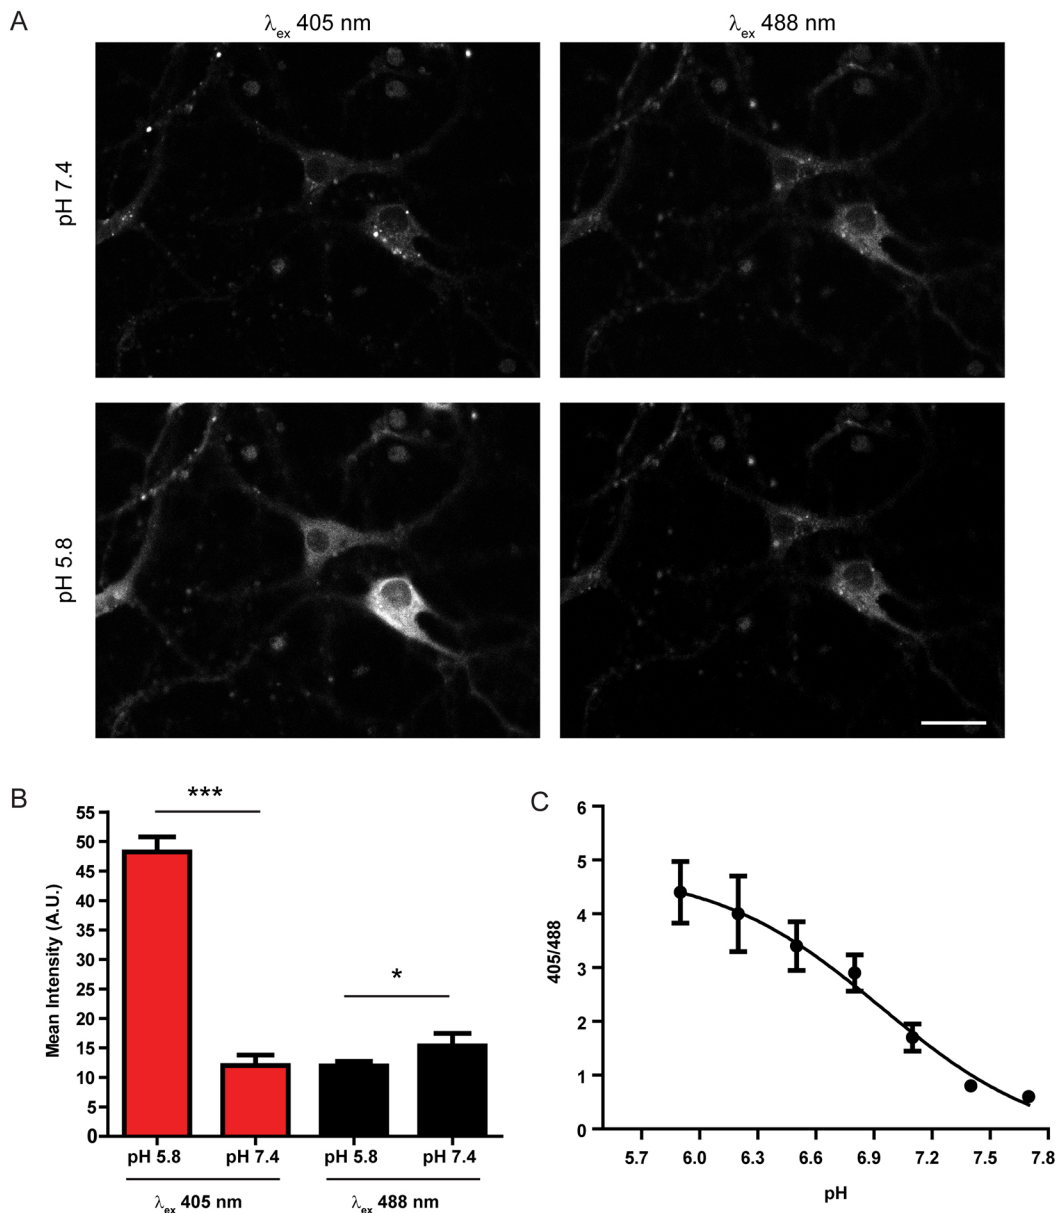 A
λex 405 nm
λex 488 nm
pH 7.4
pH 5.8
B
Mean Intensity (A.U.)
55
50
45
40
35
30
25
20
15
10
5
0
***
*
pH 5.8 pH 7.4 pH 5.8 pH 7.4
λex 405 nm λex 488 nm
C
405/488
6
5
4
3
2
1
0
5.7 6.0 6.3 6.6 6.9 7.2 7.5 7.8
pH